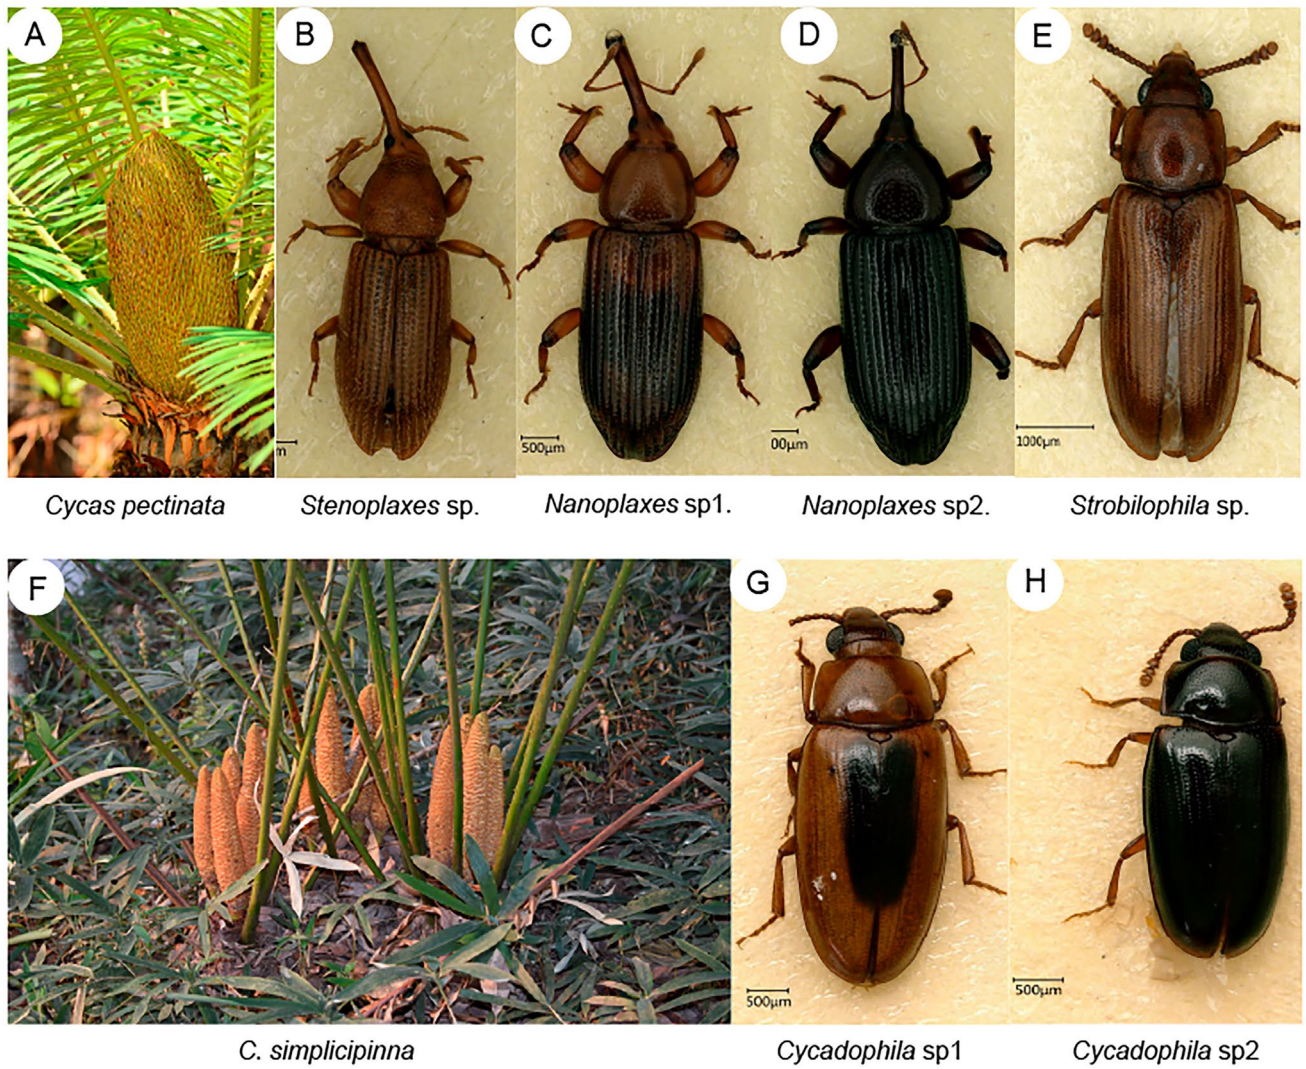 A
B
C
D
E
m
500µm
00µm
1000µm
Cycas pectinata
Stenoplaxes sp.
Nanoplaxes sp1.
Nanoplaxes sp2.
Strobilophila sp.
F
G
H
500µm
500µm
C. simplicipinna
Cycadophila sp1
Cycadophila sp2